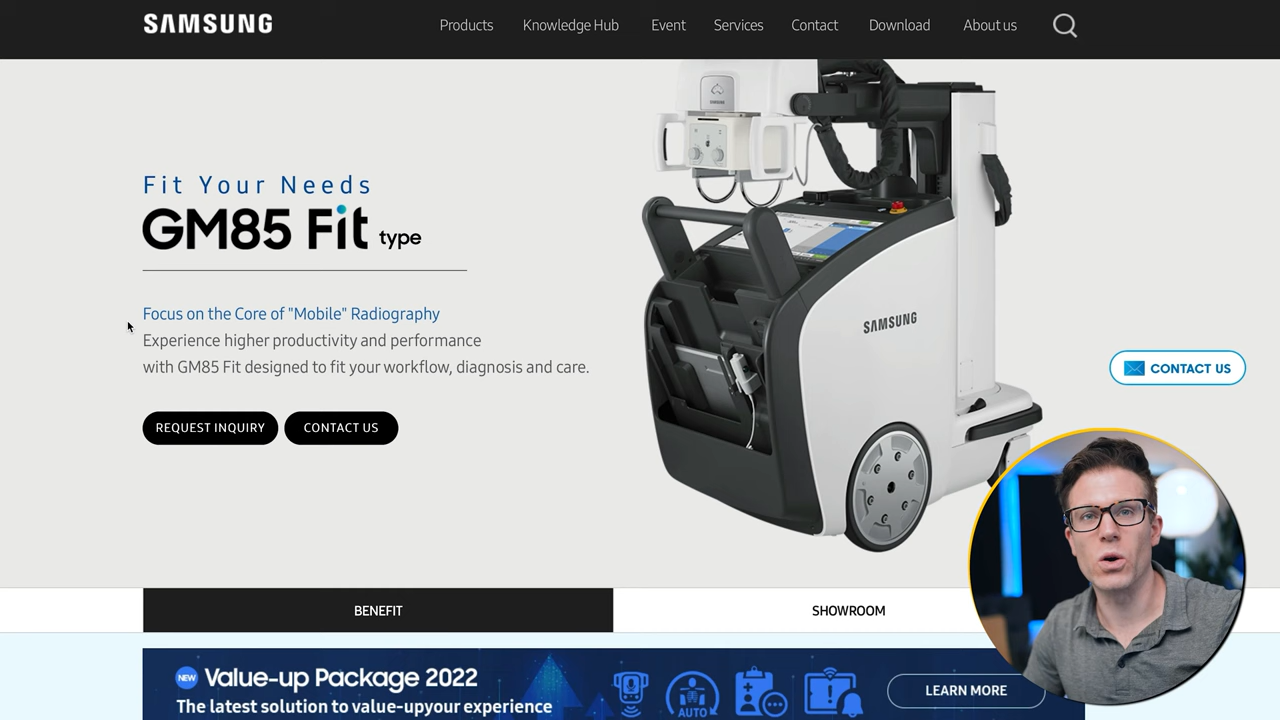 SAMSUNG
Products Knowledge Hub Event Services Contact Download About us
Fit Your Needs
GM85 Fit type
Focus on the Core of "Mobile" Radiography
Experience higher productivity and performance
with GM85 Fit designed to fit your workflow, diagnosis and care.
REQUEST INQUIRY CONTACT US
SAMSUNG
CONTACT US
BENEFIT SHOWROOM
NEW Value-up Package 2022
The latest solution to value-upyour experience
AUTO
LEARN MORE